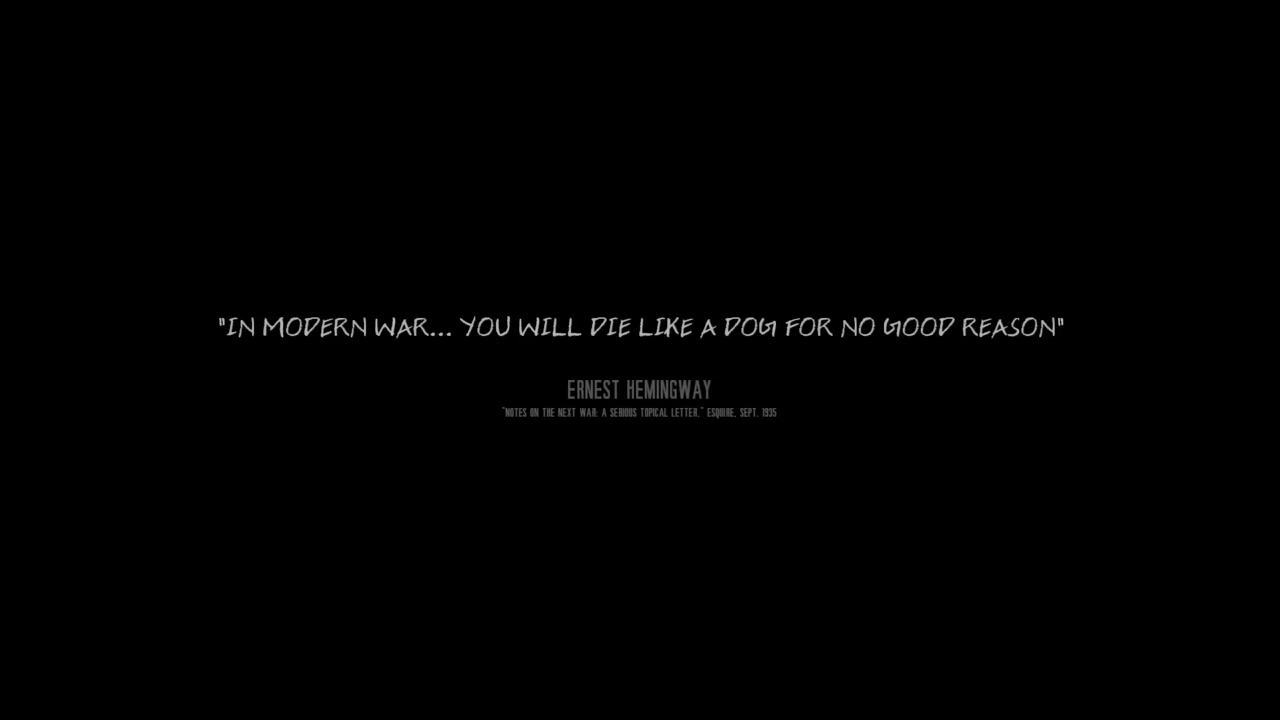 "IN MODERN WAR... YOU WILL DIE LIKE A DOG FOR NO GOOD REASON"
ERNEST HEMINGWAY
"NOTES ON THE NEXT WAR: A SERIOUS TOPICAL LETTER." ESQUIRE, SEPT. 1935